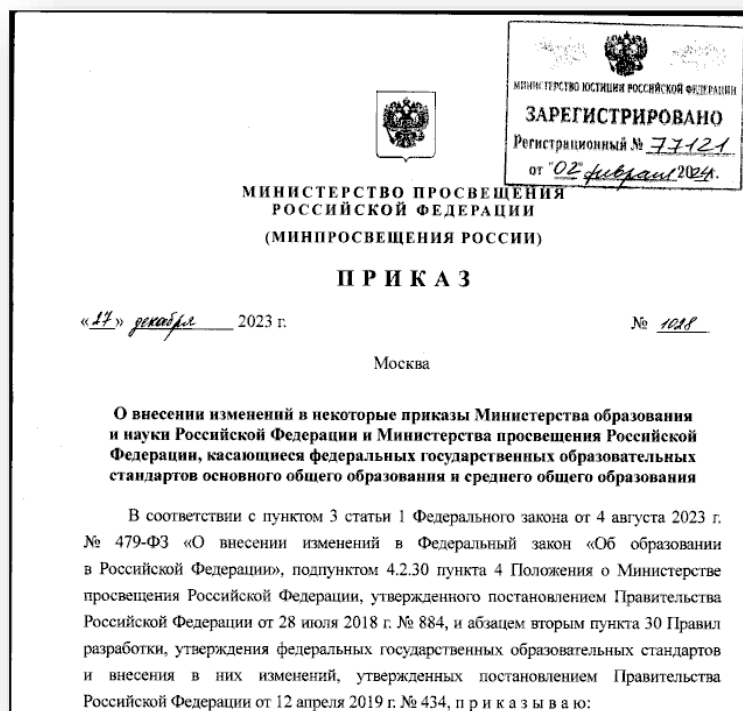 МИНИСТЕРСТВО ЮСТИЦИИ РОССИЙСКОЙ ФЕДЕРАЦИИ
ЗАРЕГИСТРИРОВАНО
Регистрационный № 77121
от "02" февраля 2024г.
МИНИСТЕРСТВО ПРОСВЕЩЕНИЯ
РОССИЙСКОЙ ФЕДЕРАЦИИ
(МИНПРОСВЕЩЕНИЯ РОССИИ)
ПРИКАЗ
«27» декабря 2023 г.
№ 1028
Москва
О внесении изменений в некоторые приказы Министерства образования
и науки Российской Федерации и Министерства просвещения Российской
Федерации, касающиеся федеральных государственных образовательных
стандартов основного общего образования и среднего общего образования
В соответствии с пунктом 3 статьи 1 Федерального закона от 4 августа 2023 г.
№ 479-ФЗ «О внесении изменений в Федеральный закон «Об образовании
в Российской Федерации», подпунктом 4.2.30 пункта 4 Положения о Министерстве
просвещения Российской Федерации, утвержденного постановлением Правительства
Российской Федерации от 28 июля 2018 г. № 884, и абзацем вторым пункта 30 Правил
разработки, утверждения федеральных государственных образовательных стандартов
и внесения в них изменений, утвержденных постановлением Правительства
Российской Федерации от 12 апреля 2019 г. № 434, п р и к а з ы в а ю: